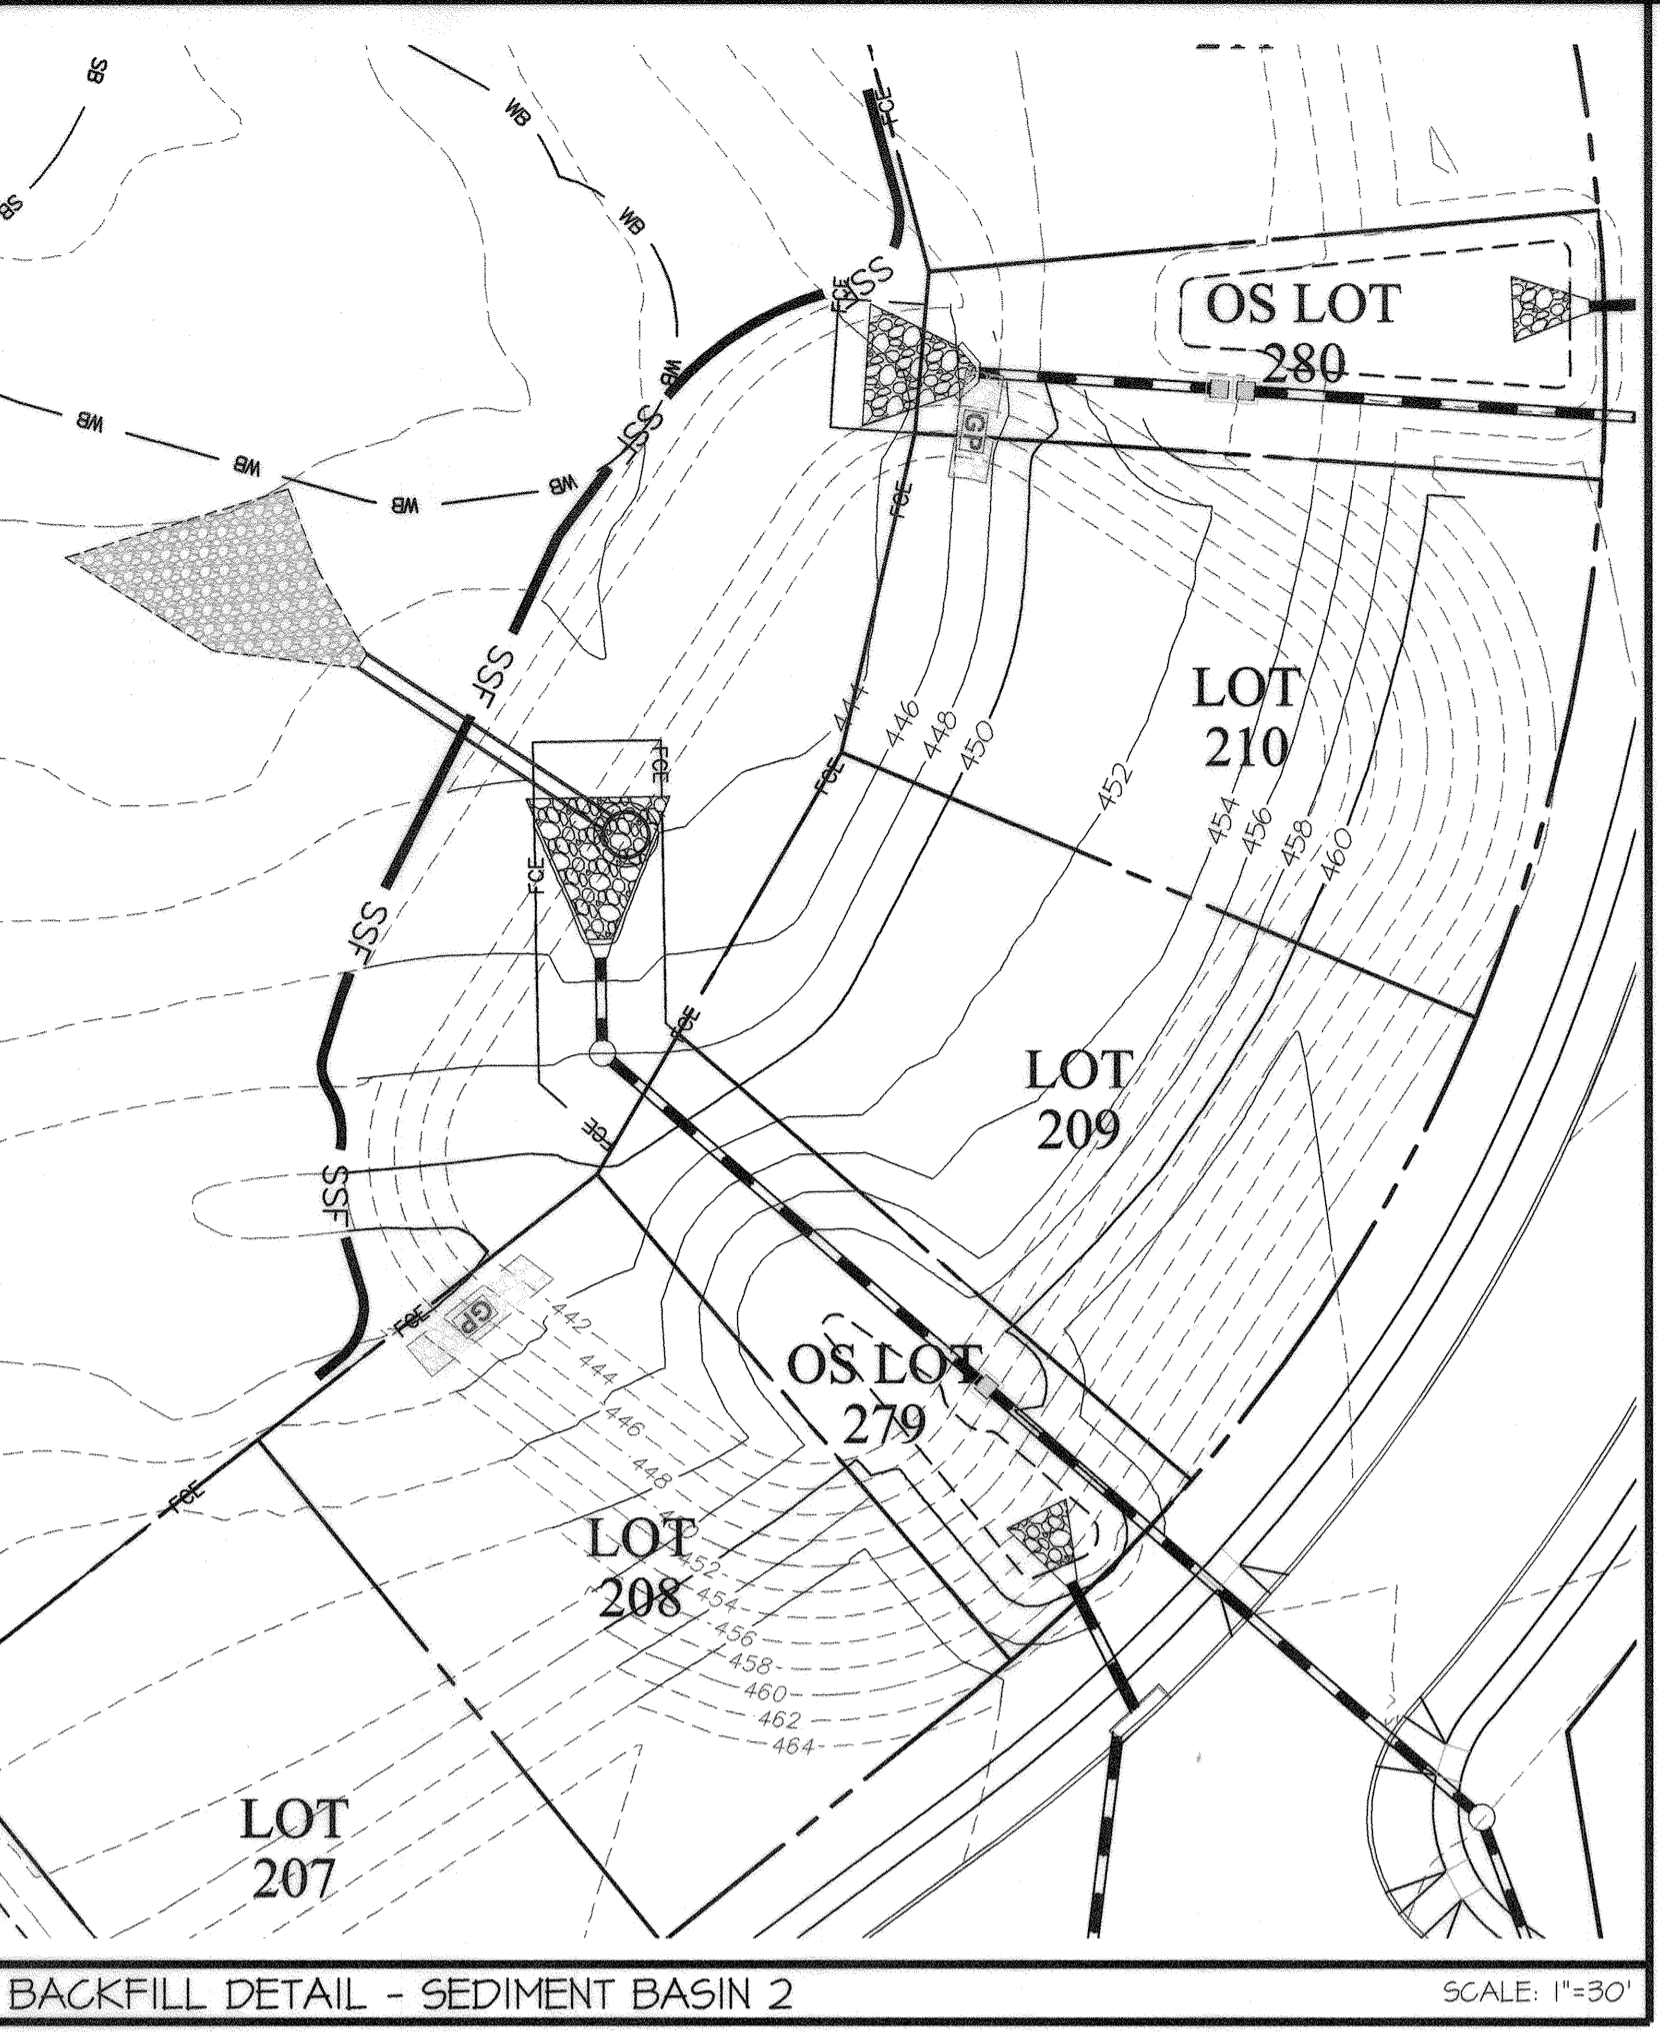 SB
SB
WB
WB
WB
WB
WB
WB
WB
FCE
FCE
SSF
SSF
SSF
SSF
SSF
OS LOT
280
GP
FCE
LOT
210
444
446
448
450
452
454
456
458
460
FCE
FCE
FCE
FCE
FCE
LOT
209
GP
FCE
FCE
442
444
446
448
452
454
456
458
460
462
464
OS LOT
279
LOT
208
LOT
207
BACKFILL DETAIL - SEDIMENT BASIN 2
SCALE: 1"=30'